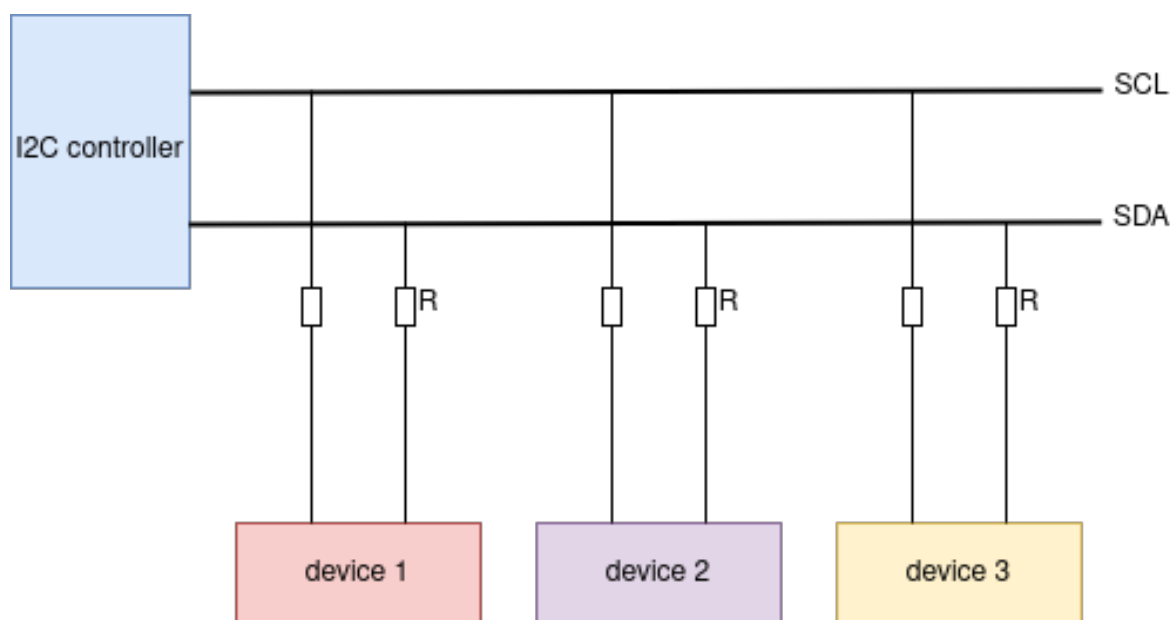 SCL
I2C controller
SDA
R
R
R
device 1
device 2
device 3